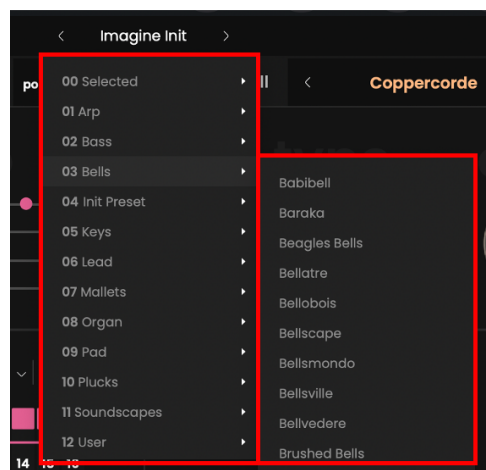 Imagine Init
po
00 Selected
01 Arp
02 Bass
03 Bells
04 Init Preset
05 Keys
06 Lead
07 Mallets
08 Organ
09 Pad
10 Plucks
11 Soundscapes
12 User
Coppercorde
Babibell
Baraka
Beagles Bells
Bellatre
Bellobois
Bellscape
Bellsmondo
Bellsville
Bellvedere
Brushed Bells
14